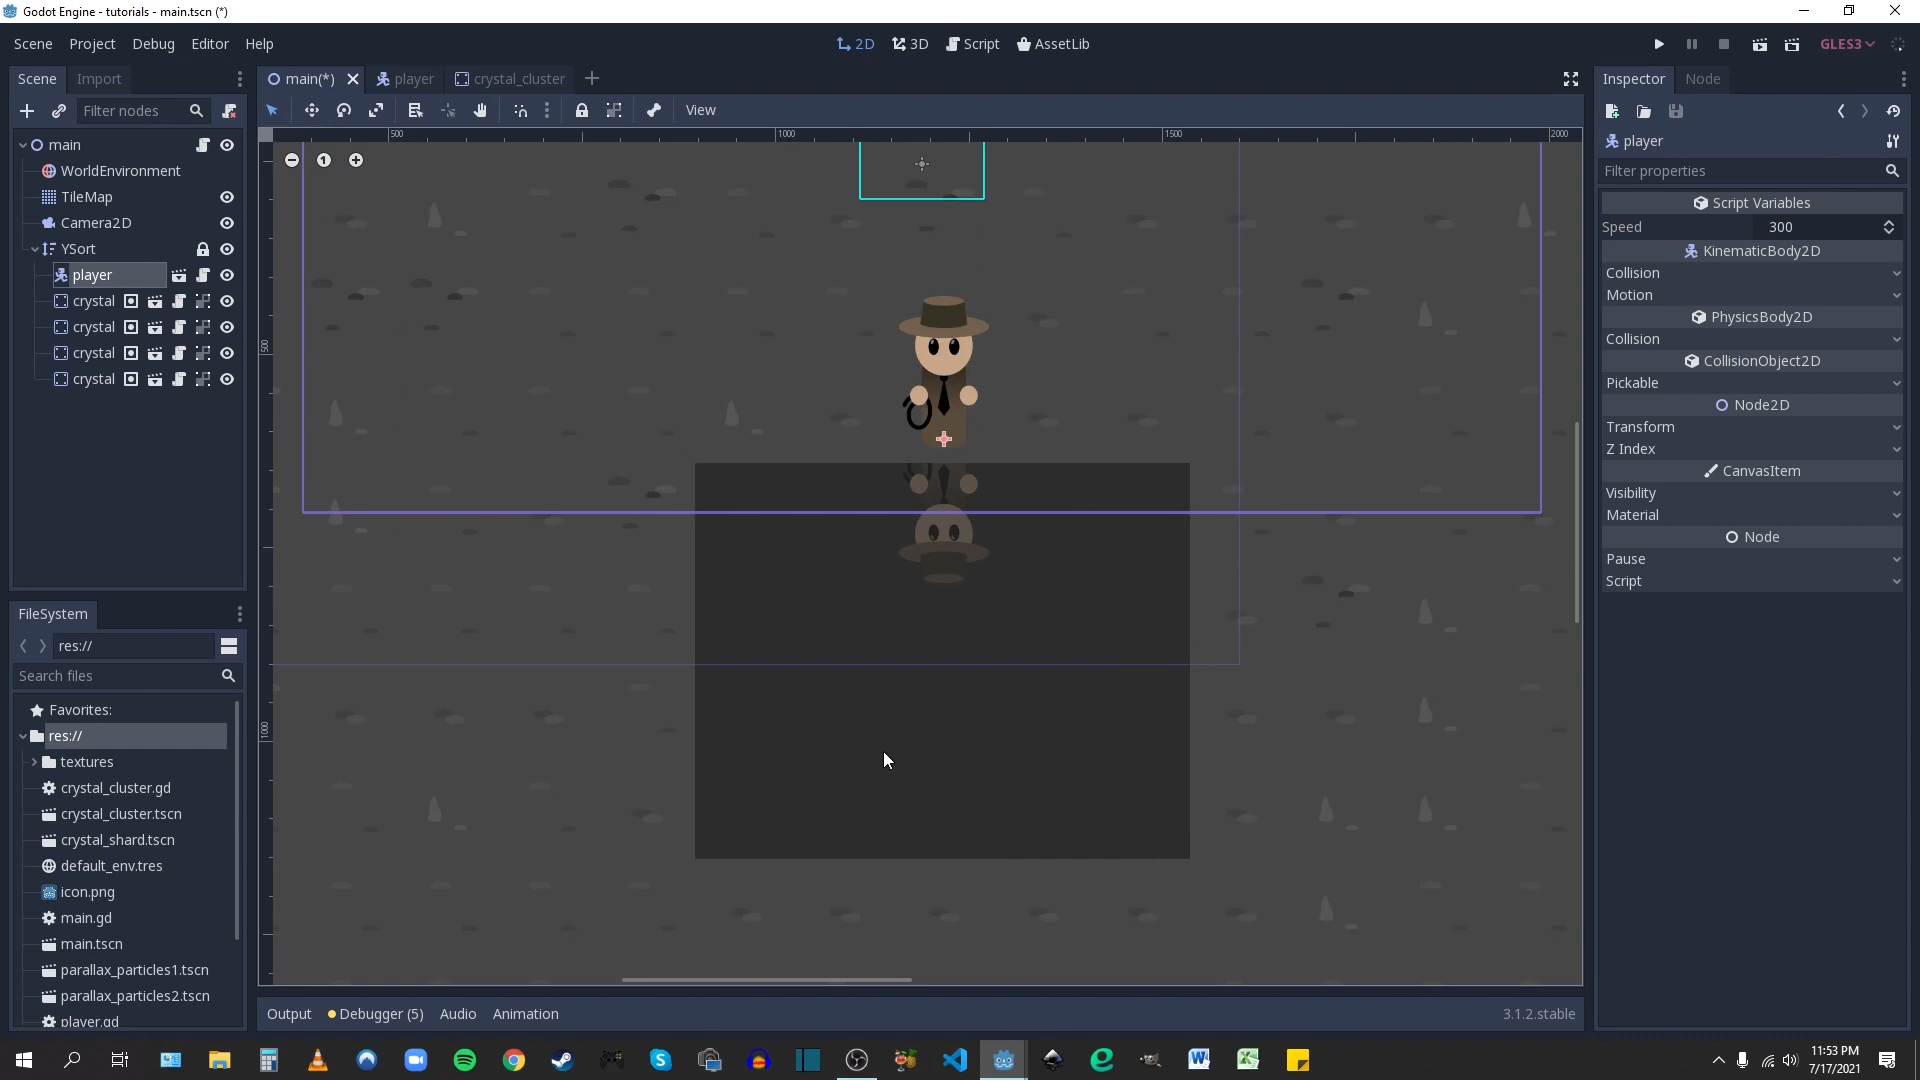 Godot Engine - tutorials - main.tscn (*)
Scene Project Debug Editor Help
2D 3D Script AssetLib
GLES3
Scene Import
main(*) player crystal_cluster
Inspector Node
Filter nodes
View
player
Filter properties
main
WorldEnvironment
TileMap
Camera2D
YSort
player
crystal
crystal
crystal
crystal
500 1000 1500 2000
500
1000
Script Variables
Speed 300
KinematicBody2D
Collision
Motion
PhysicsBody2D
Collision
CollisionObject2D
Pickable
Node2D
Transform
Z Index
CanvasItem
Visibility
Material
Node
Pause
Script
FileSystem
res://
Search files
Favorites:
res://
textures
crystal_cluster.gd
crystal_cluster.tscn
crystal_shard.tscn
default_env.tres
icon.png
main.gd
main.tscn
parallax_particles1.tscn
parallax_particles2.tscn
player.gd
Output Debugger (5) Audio Animation
3.1.2.stable
11:53 PM
7/17/2021